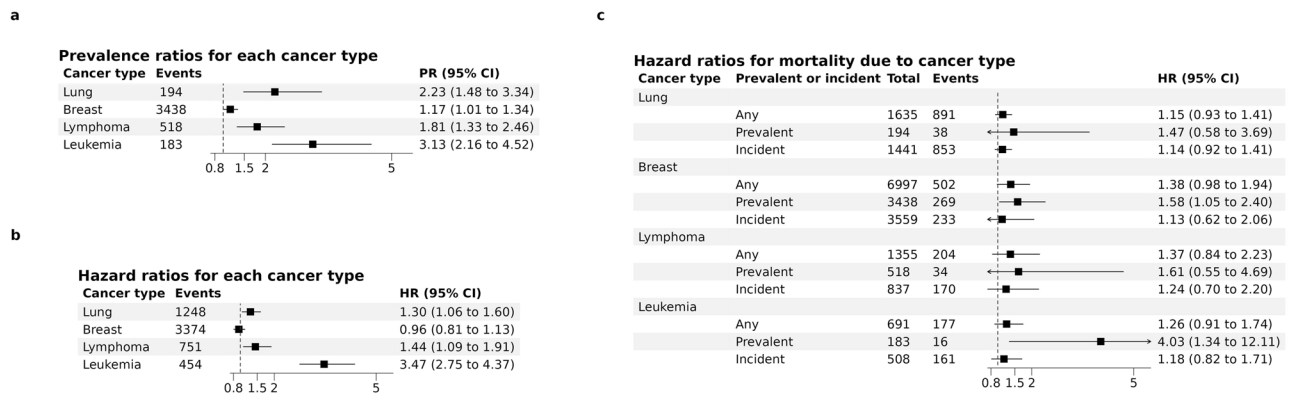 a
Prevalence ratios for each cancer type
Cancer type Events PR (95% CI)
Lung 194 2.23 (1.48 to 3.34)
Breast 3438 1.17 (1.01 to 1.34)
Lymphoma 518 1.81 (1.33 to 2.46)
Leukemia 183 3.13 (2.16 to 4.52)
0.8 1.5 2 5
b
Hazard ratios for each cancer type
Cancer type Events HR (95% CI)
Lung 1248 1.30 (1.06 to 1.60)
Breast 3374 0.96 (0.81 to 1.13)
Lymphoma 751 1.44 (1.09 to 1.91)
Leukemia 454 3.47 (2.75 to 4.37)
0.8 1.5 2 5
c
Hazard ratios for mortality due to cancer type
Cancer type Prevalent or incident Total Events HR (95% CI)
Lung
Any 1635 891 1.15 (0.93 to 1.41)
Prevalent 194 38 1.47 (0.58 to 3.69)
Incident 1441 853 1.14 (0.92 to 1.41)
Breast
Any 6997 502 1.38 (0.98 to 1.94)
Prevalent 3438 269 1.58 (1.05 to 2.40)
Incident 3559 233 1.13 (0.62 to 2.06)
Lymphoma
Any 1355 204 1.37 (0.84 to 2.23)
Prevalent 518 34 1.61 (0.55 to 4.69)
Incident 837 170 1.24 (0.70 to 2.20)
Leukemia
Any 691 177 1.26 (0.91 to 1.74)
Prevalent 183 16 4.03 (1.34 to 12.11)
Incident 508 161 1.18 (0.82 to 1.71)
0.8 1.5 2 5